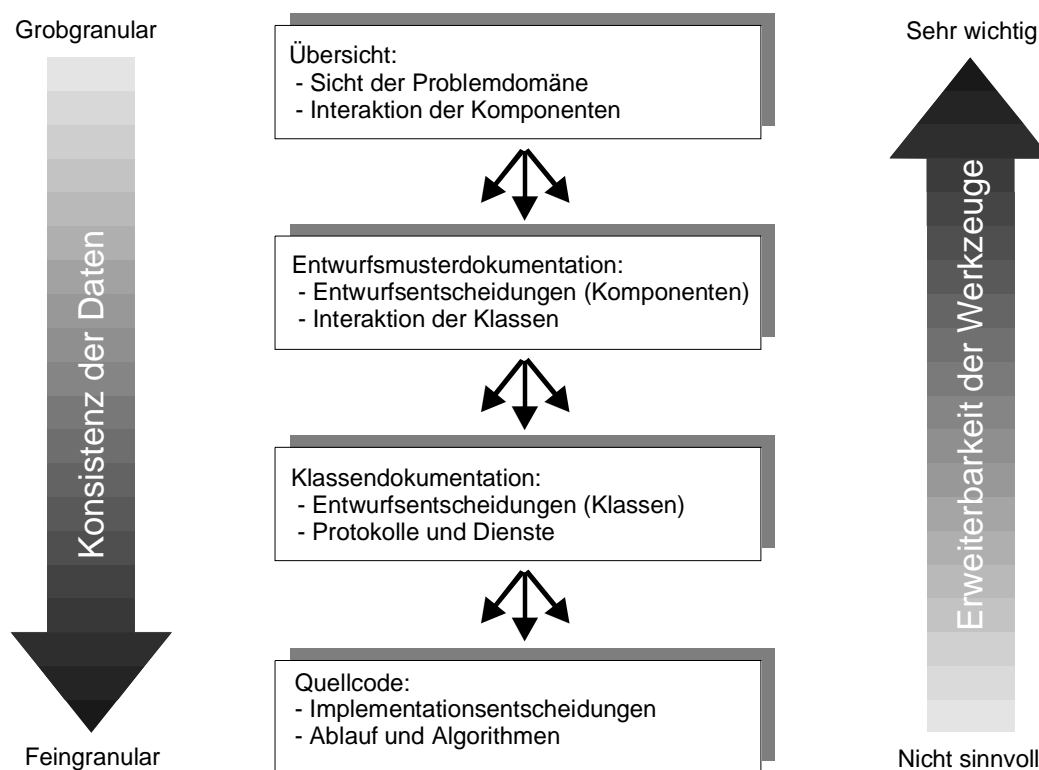 Grobgranular
Konsistenz der Daten
Feingranular
Übersicht:
- Sicht der Problemdomäne
- Interaktion der Komponenten
Entwurfsmusterdokumentation:
- Entwurfsentscheidungen (Komponenten)
- Interaktion der Klassen
Klassendokumentation:
- Entwurfsentscheidungen (Klassen)
- Protokolle und Dienste
Quellcode:
- Implementationsentscheidungen
- Ablauf und Algorithmen
Sehr wichtig
Erweiterbarkeit der Werkzeuge
Nicht sinnvoll